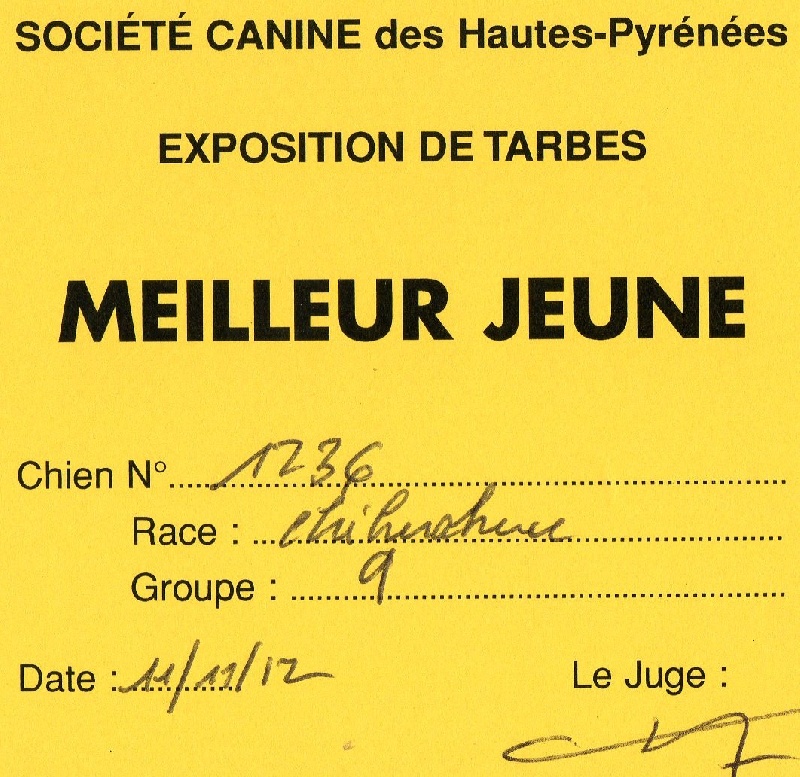 SOCIÉTÉ CANINE des Hautes-Pyrénées
EXPOSITION DE TARBES
MEILLEUR JEUNE
Chien N° 1236
Race : chihuahua
Groupe : 9
Date : 11/11/12
Le Juge :